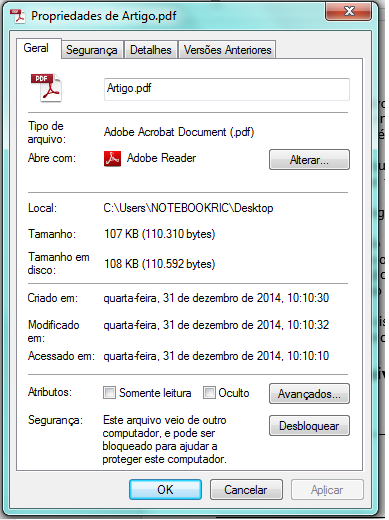 Propriedades de Artigo.pdf
Geral
Segurança
Detalhes
Versões Anteriores
PDF
Artigo.pdf
Tipo de
arquivo:
Adobe Acrobat Document (.pdf)
Abre com:
Adobe Reader
Alterar...
Local:
C:\Users\NOTEBOOKRIC\Desktop
Tamanho:
107 KB (110.310 bytes)
Tamanho em
disco:
108 KB (110.592 bytes)
Criado em:
quarta-feira, 31 de dezembro de 2014, 10:10:30
Modificado
em:
quarta-feira, 31 de dezembro de 2014, 10:10:32
Acessado em:
quarta-feira, 31 de dezembro de 2014, 10:10:10
Atributos:
Somente leitura
Oculto
Avançados...
Segurança:
Este arquivo veio de outro
computador, e pode ser
bloqueado para ajudar a
proteger este computador.
Desbloquear
OK
Cancelar
Aplicar